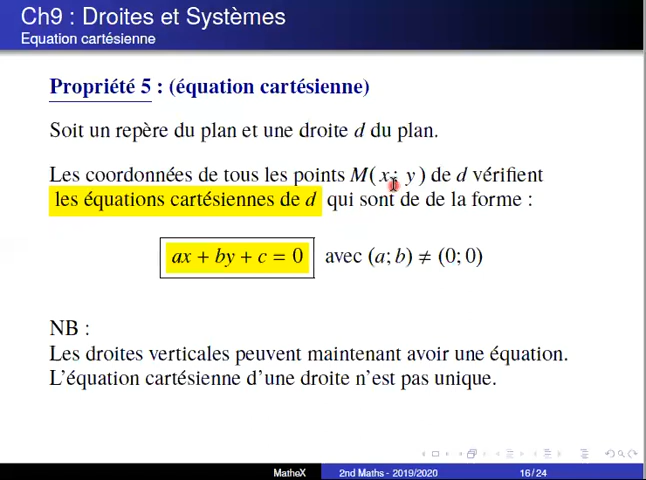 Ch9 : Droites et Systèmes
Equation cartésienne
Propriété 5 : (équation cartésienne)
Soit un repère du plan et une droite d du plan.
Les coordonnées de tous les points M(x; y) de d vérifient
les équations cartésiennes de d qui sont de de la forme :
ax + by + c = 0 avec (a; b) ≠ (0; 0)
NB :
Les droites verticales peuvent maintenant avoir une équation.
L'équation cartésienne d'une droite n'est pas unique.
MatheX 2nd Maths - 2019/2020 16/24